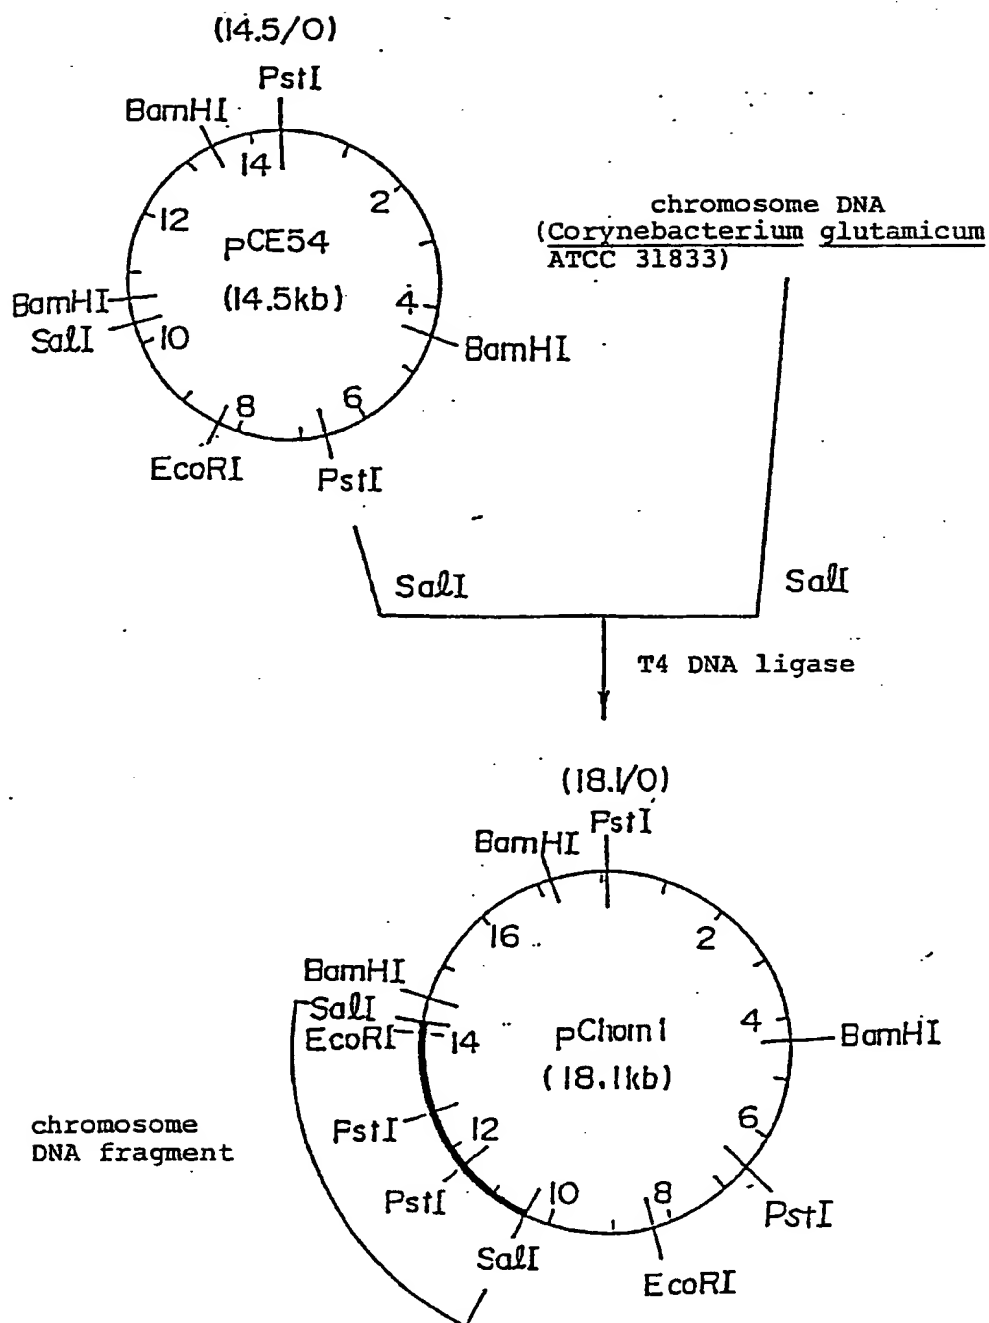 (14.5/0)
PstI
BamHI
14
2
12
pCE54
(14.5kb)
4
BamHI
SalI
10
BamHI
8
6
EcoRI
PstI
chromosome DNA
(Corynebacterium glutamicum
ATCC 31833)
SalI
SalI
T4 DNA ligase
(18.1/0)
PstI
BamHI
16
2
BamHI
SalI
EcoRI
14
pChom1
(18.1kb)
4
BamHI
PstI
12
6
PstI
10
8
PstI
SalI
EcoRI
chromosome
DNA fragment